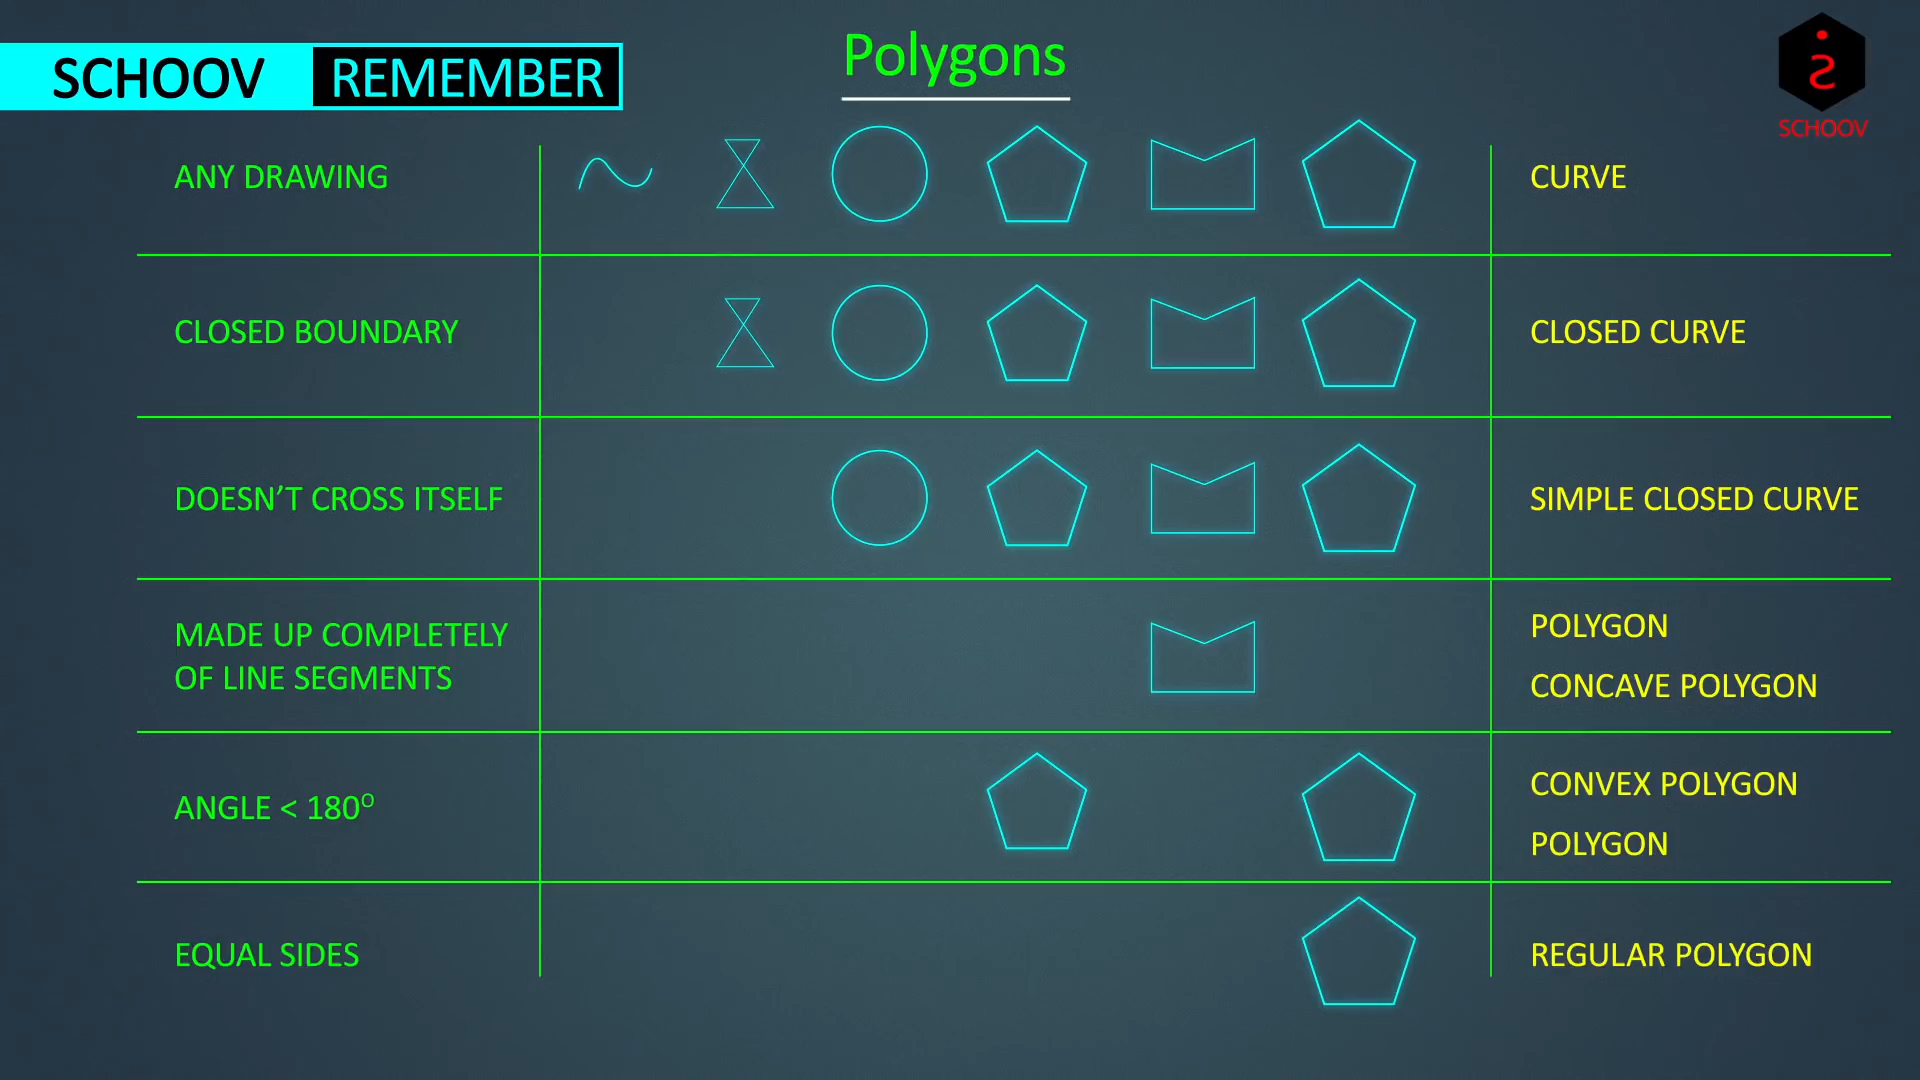 SCHOOV REMEMBER
Polygons
SCHOOV
ANY DRAWING
CURVE
CLOSED BOUNDARY
CLOSED CURVE
DOESN’T CROSS ITSELF
SIMPLE CLOSED CURVE
MADE UP COMPLETELY
OF LINE SEGMENTS
POLYGON
CONCAVE POLYGON
ANGLE < 180⁰
CONVEX POLYGON
POLYGON
EQUAL SIDES
REGULAR POLYGON